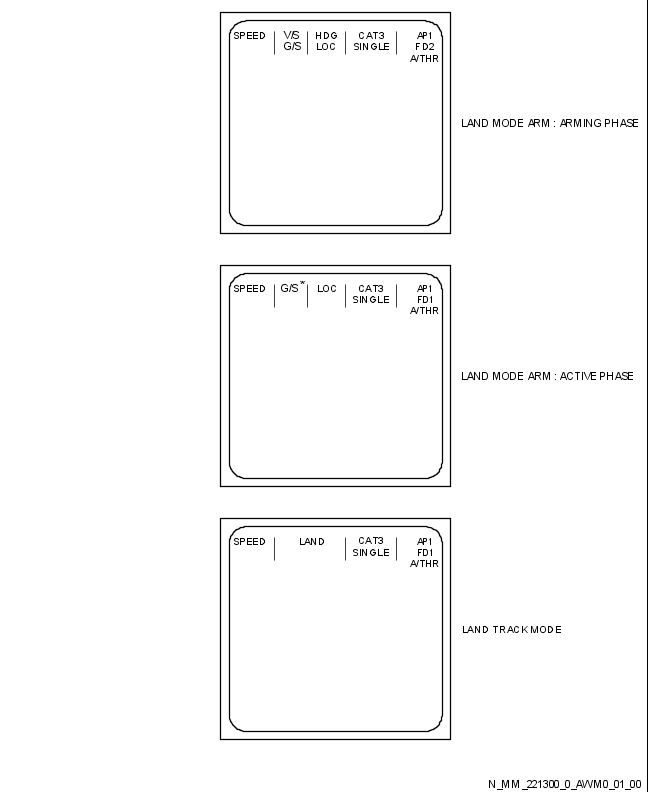 SPEED V/S HDG CAT3 AP1
G/S LOC SINGLE FD2
A/THR
LAND MODE ARM : ARMING PHASE
SPEED G/S* LOC CAT3 AP1
SINGLE FD1
A/THR
LAND MODE ARM : ACTIVE PHASE
SPEED LAND CAT3 AP1
SINGLE FD1
A/THR
LAND TRACK MODE
N_MM_221300_0_AVM0_01_00